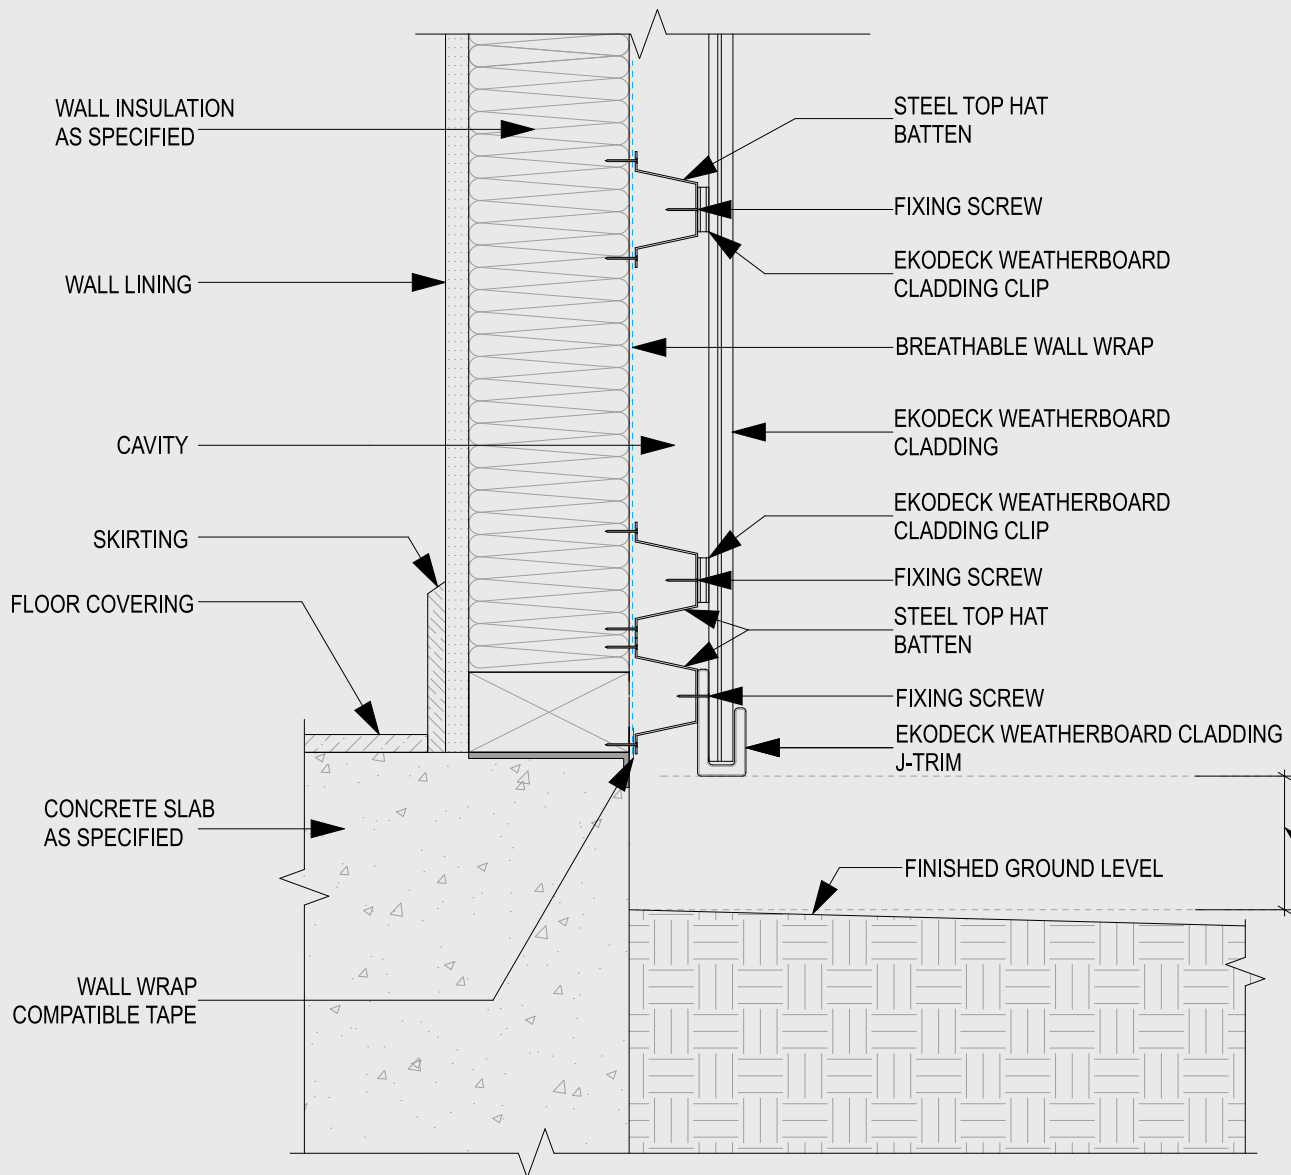 WALL INSULATION
AS SPECIFIED
WALL LINING
CAVITY
SKIRTING
FLOOR COVERING
CONCRETE SLAB
AS SPECIFIED
WALL WRAP
COMPATIBLE TAPE
STEEL TOP HAT
BATTEN
FIXING SCREW
EKODECK WEATHERBOARD
CLADDING CLIP
BREATHABLE WALL WRAP
EKODECK WEATHERBOARD
CLADDING
EKODECK WEATHERBOARD
CLADDING CLIP
FIXING SCREW
STEEL TOP HAT
BATTEN
FIXING SCREW
EKODECK WEATHERBOARD CLADDING
J-TRIM
FINISHED GROUND LEVEL